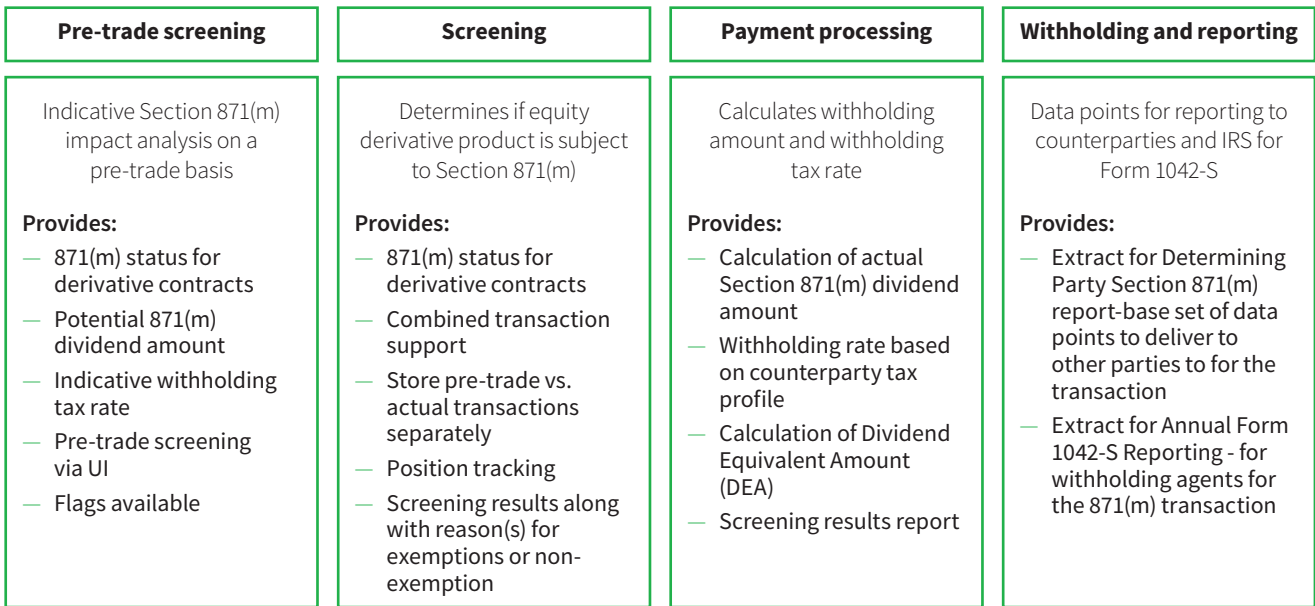 Pre-trade screening
Indicative Section 871(m)
impact analysis on a
pre-trade basis
Provides:
— 871(m) status for
derivative contracts
— Potential 871(m)
dividend amount
— Indicative withholding
tax rate
— Pre-trade screening
via UI
— Flags available
Screening
Determines if equity
derivative product is subject
to Section 871(m)
Provides:
— 871(m) status for
derivative contracts
— Combined transaction
support
— Store pre-trade vs.
actual transactions
separately
— Position tracking
— Screening results along
with reason(s) for
exemptions or non-
exemption
Payment processing
Calculates withholding
amount and withholding
tax rate
Provides:
— Calculation of actual
Section 871(m) dividend
amount
— Withholding rate based
on counterparty tax
profile
— Calculation of Dividend
Equivalent Amount
(DEA)
— Screening results report
Withholding and reporting
Data points for reporting to
counterparties and IRS for
Form 1042-S
Provides:
— Extract for Determining
Party Section 871(m)
report-base set of data
points to deliver to
other parties to for the
transaction
— Extract for Annual Form
1042-S Reporting - for
withholding agents for
the 871(m) transaction